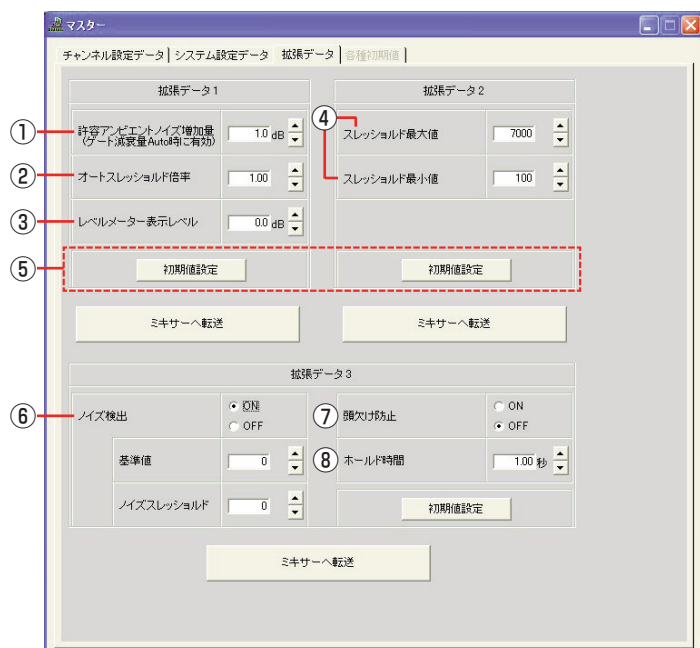 マスター
チャンネル設定データ システム設定データ 拡張データ 各種初期値
拡張データ1
① 許容アンビエントノイズ増加量
(ゲート減衰量Auto時に有効)
1.0 dB
② オートスレッショルド倍率 1.00
③ レベルメーター表示レベル 0.0 dB
拡張データ2
④ スレッショルド最大値 7000
スレッショルド最小値 100
⑤ 初期値設定 初期値設定
ミキサーへ転送 ミキサーへ転送
拡張データ3
⑥ ノイズ検出 ON
OFF
基準値 0
ノイズスレッショルド 0
⑦ 頭欠け防止 ON
OFF
⑧ ホールド時間 1.00 秒
初期値設定
ミキサーへ転送